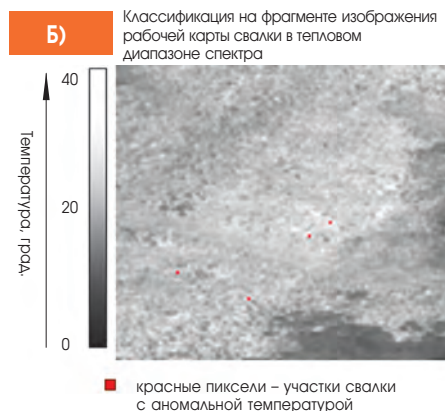 Б)
Классификация на фрагменте изображения
рабочей карты свалки в тепловом
диапазоне спектра
40
20
0
Температура, град.
красные пиксели – участки свалки
с аномальной температурой